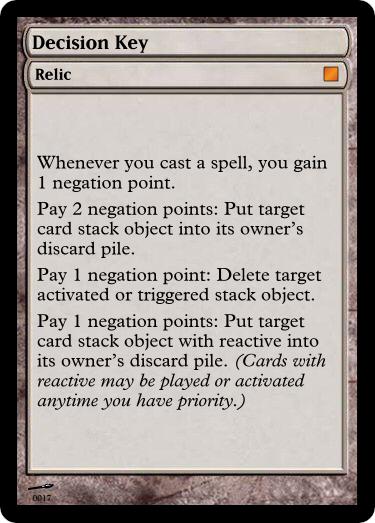 Decision Key
Relic
Whenever you cast a spell, you gain
1 negation point.
Pay 2 negation points: Put target
card stack object into its owner's
discard pile.
Pay 1 negation point: Delete target
activated or triggered stack object.
Pay 1 negation points: Put target
card stack object with reactive into
its owner's discard pile. (Cards with
reactive may be played or activated
anytime you have priority.)
0017